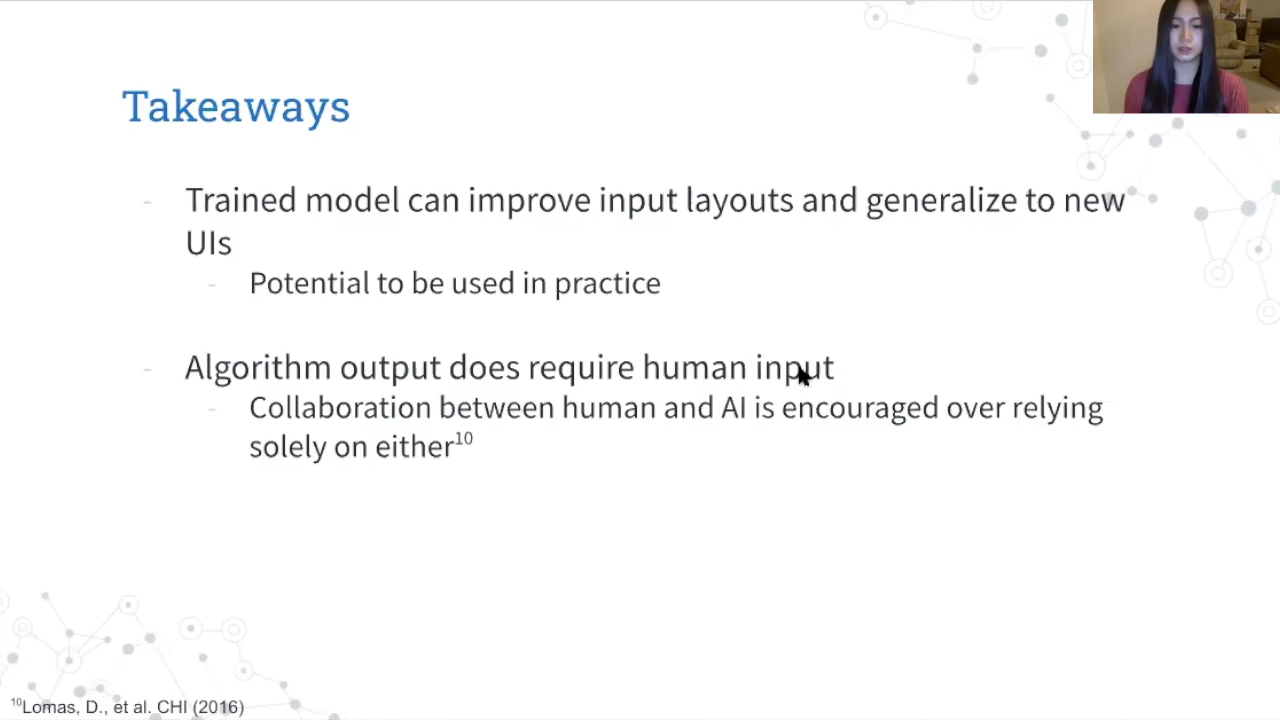 Takeaways
- Trained model can improve input layouts and generalize to new
UIs
- Potential to be used in practice
- Algorithm output does require human input
- Collaboration between human and AI is encouraged over relying
solely on either¹⁰
¹⁰Lomas, D., et al. CHI (2016)